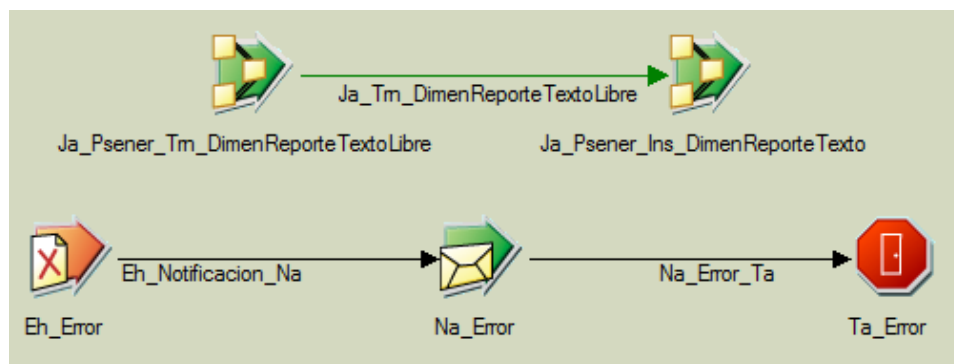 Ja_Trn_DimenReporteTextoLibre
Ja_Psener_Trn_DimenReporteTextoLibre
Ja_Psener_Ins_DimenReporteTexto
Eh_Notificacion_Na
Na_Error_Ta
Eh_Error
Na_Error
Ta_Error